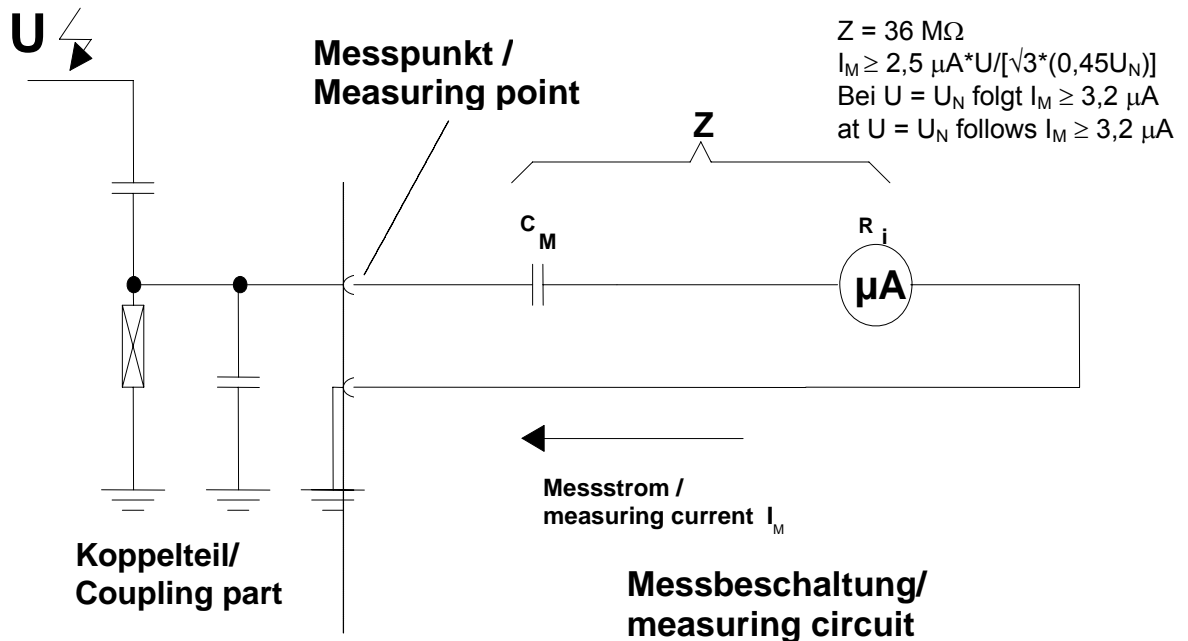 U
Messpunkt /
Measuring point
Z = 36 MΩ
I_M ≥ 2,5 µA*U/[√3*(0,45U_N)]
Bei U = U_N folgt I_M ≥ 3,2 µA
at U = U_N follows I_M ≥ 3,2 µA
Z
C_M
R_i
µA
Messstrom /
measuring current I_M
Koppelteil/
Coupling part
Messbeschaltung/
measuring circuit